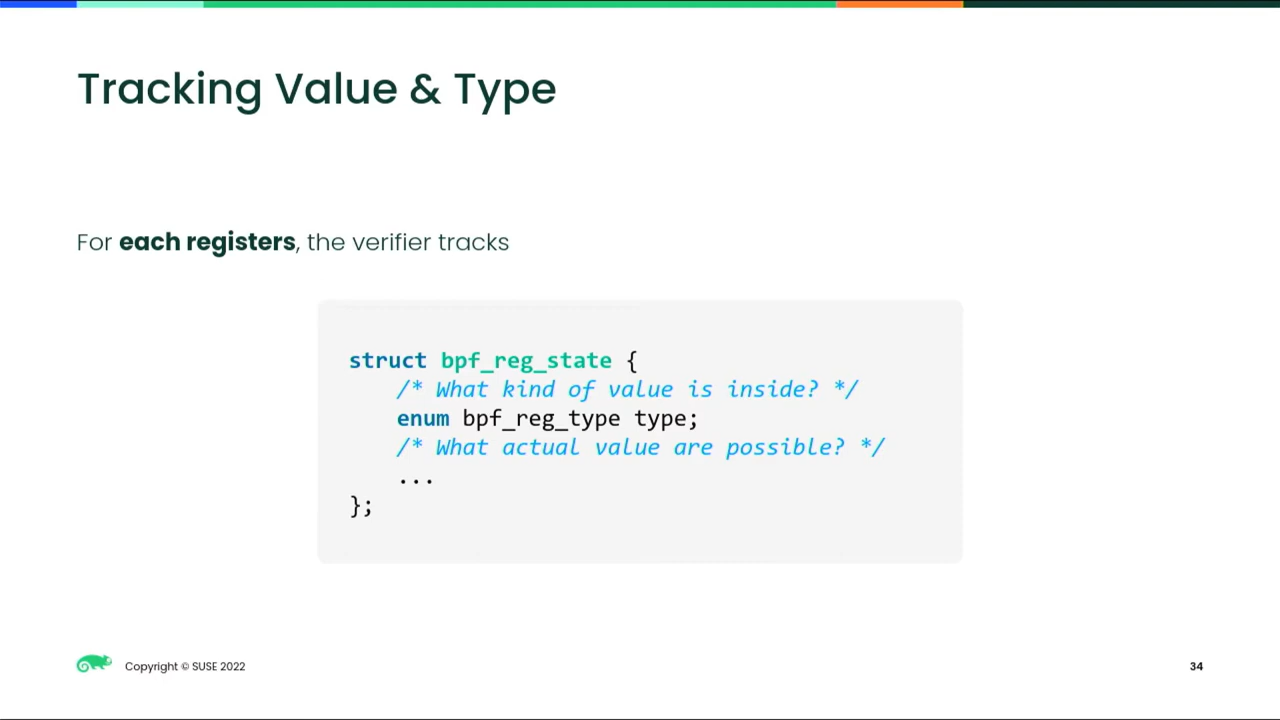 Tracking Value & Type
For each registers, the verifier tracks
struct bpf_reg_state {
/* What kind of value is inside? */
enum bpf_reg_type type;
/* What actual value are possible? */
...
};
Copyright © SUSE 2022
34